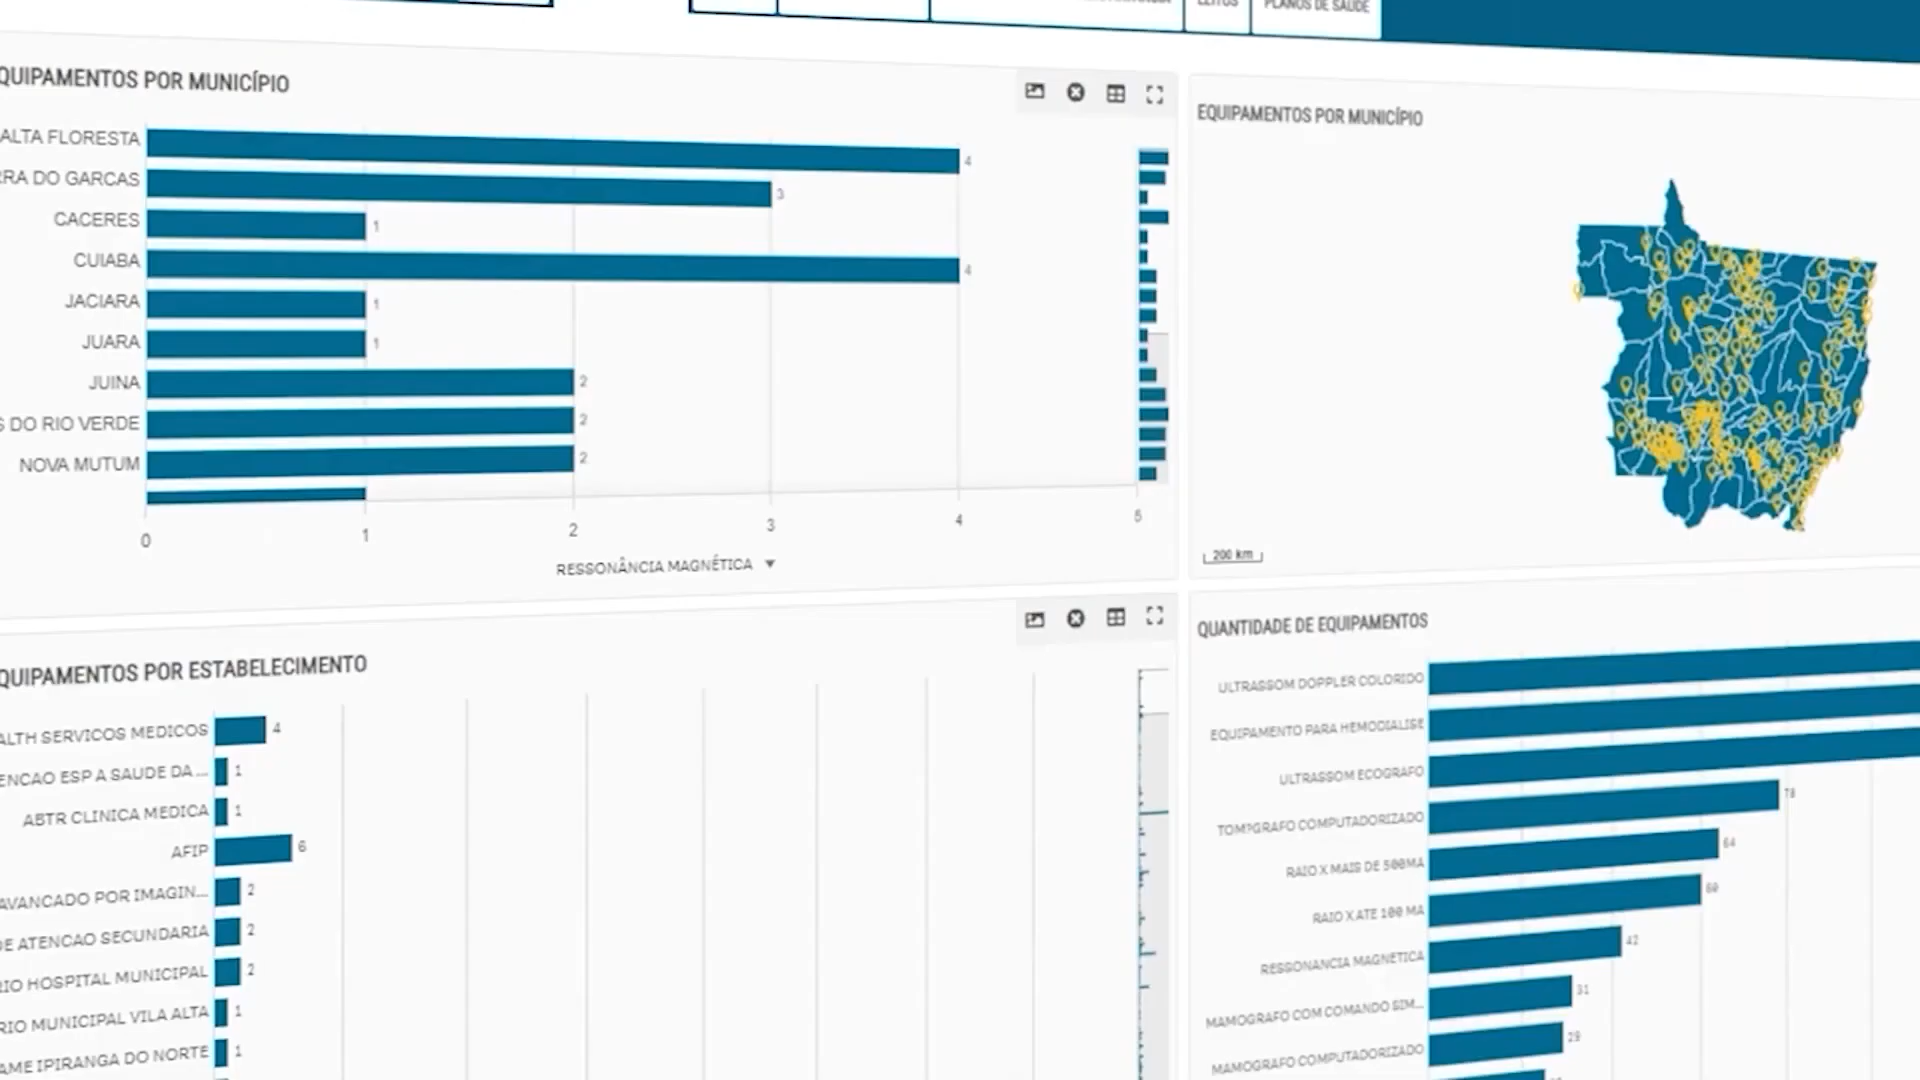 LEITOS
PLANOS DE SAÚDE
QUIPAMENTOS POR MUNICÍPIO
ALTA FLORESTA
4
RRA DO GARCAS
3
CACERES
1
CUIABA
4
JACIARA
1
JUARA
1
JUINA
2
S DO RIO VERDE
2
NOVA MUTUM
2
0
1
2
3
4
5
RESSONÂNCIA MAGNÉTICA
EQUIPAMENTOS POR MUNICÍPIO
200 km
QUIPAMENTOS POR ESTABELECIMENTO
ALTH SERVICOS MEDICOS
4
ENCAO ESP A SAUDE DA ...
1
ABTR CLINICA MEDICA
1
AFIP
6
AVANCADO POR IMAGIN...
2
DE ATENCAO SECUNDARIA
2
RIO HOSPITAL MUNICIPAL
2
RIO MUNICIPAL VILA ALTA
1
AME IPIRANGA DO NORTE
1
QUANTIDADE DE EQUIPAMENTOS
ULTRASSOM DOPPLER COLORIDO
EQUIPAMENTO PARA HEMODIALISE
ULTRASSOM ECOGRAFO
TOM?GRAFO COMPUTADORIZADO
78
RAIO X MAIS DE 500MA
64
RAIO X ATE 100 MA
60
RESSONANCIA MAGNETICA
42
MAMOGRAFO COM COMANDO SIM...
31
MAMOGRAFO COMPUTADORIZADO
29